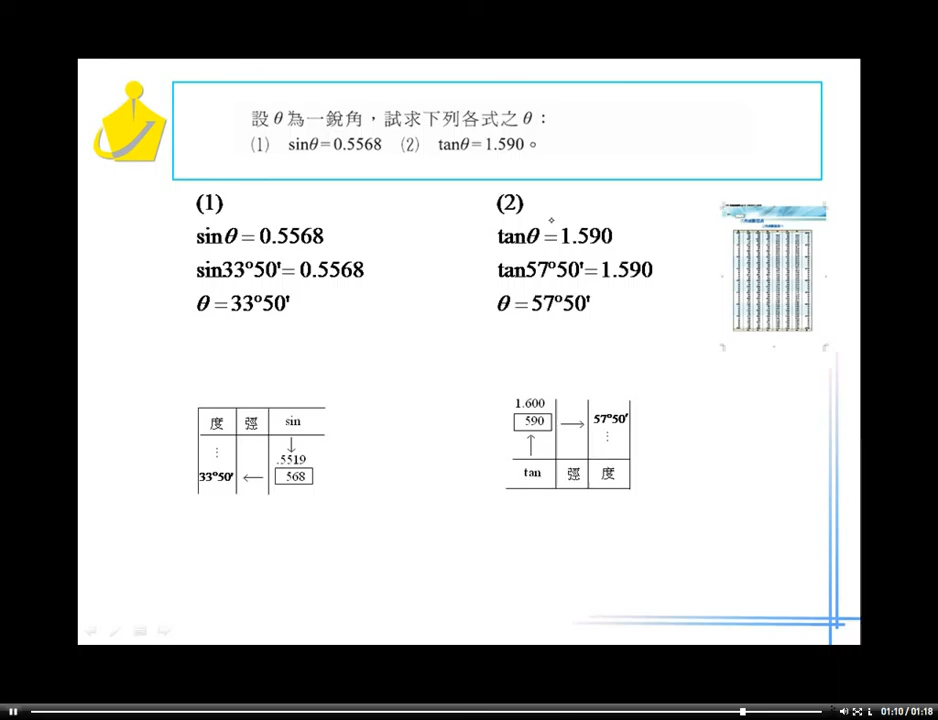 設θ為一銳角，試求下列各式之θ：
(1) sinθ=0.5568 (2) tanθ=1.590。
(1)
sinθ = 0.5568
sin33°50'= 0.5568
θ = 33°50'
(2)
tanθ = 1.590
tan57°50' = 1.590
θ = 57°50'
度 弳 sin
⋮ ↓
.5519
33°50' ← 568
1.600
590 → 57°50'
↑ ⋮
tan 弳 度
01:10 / 01:18